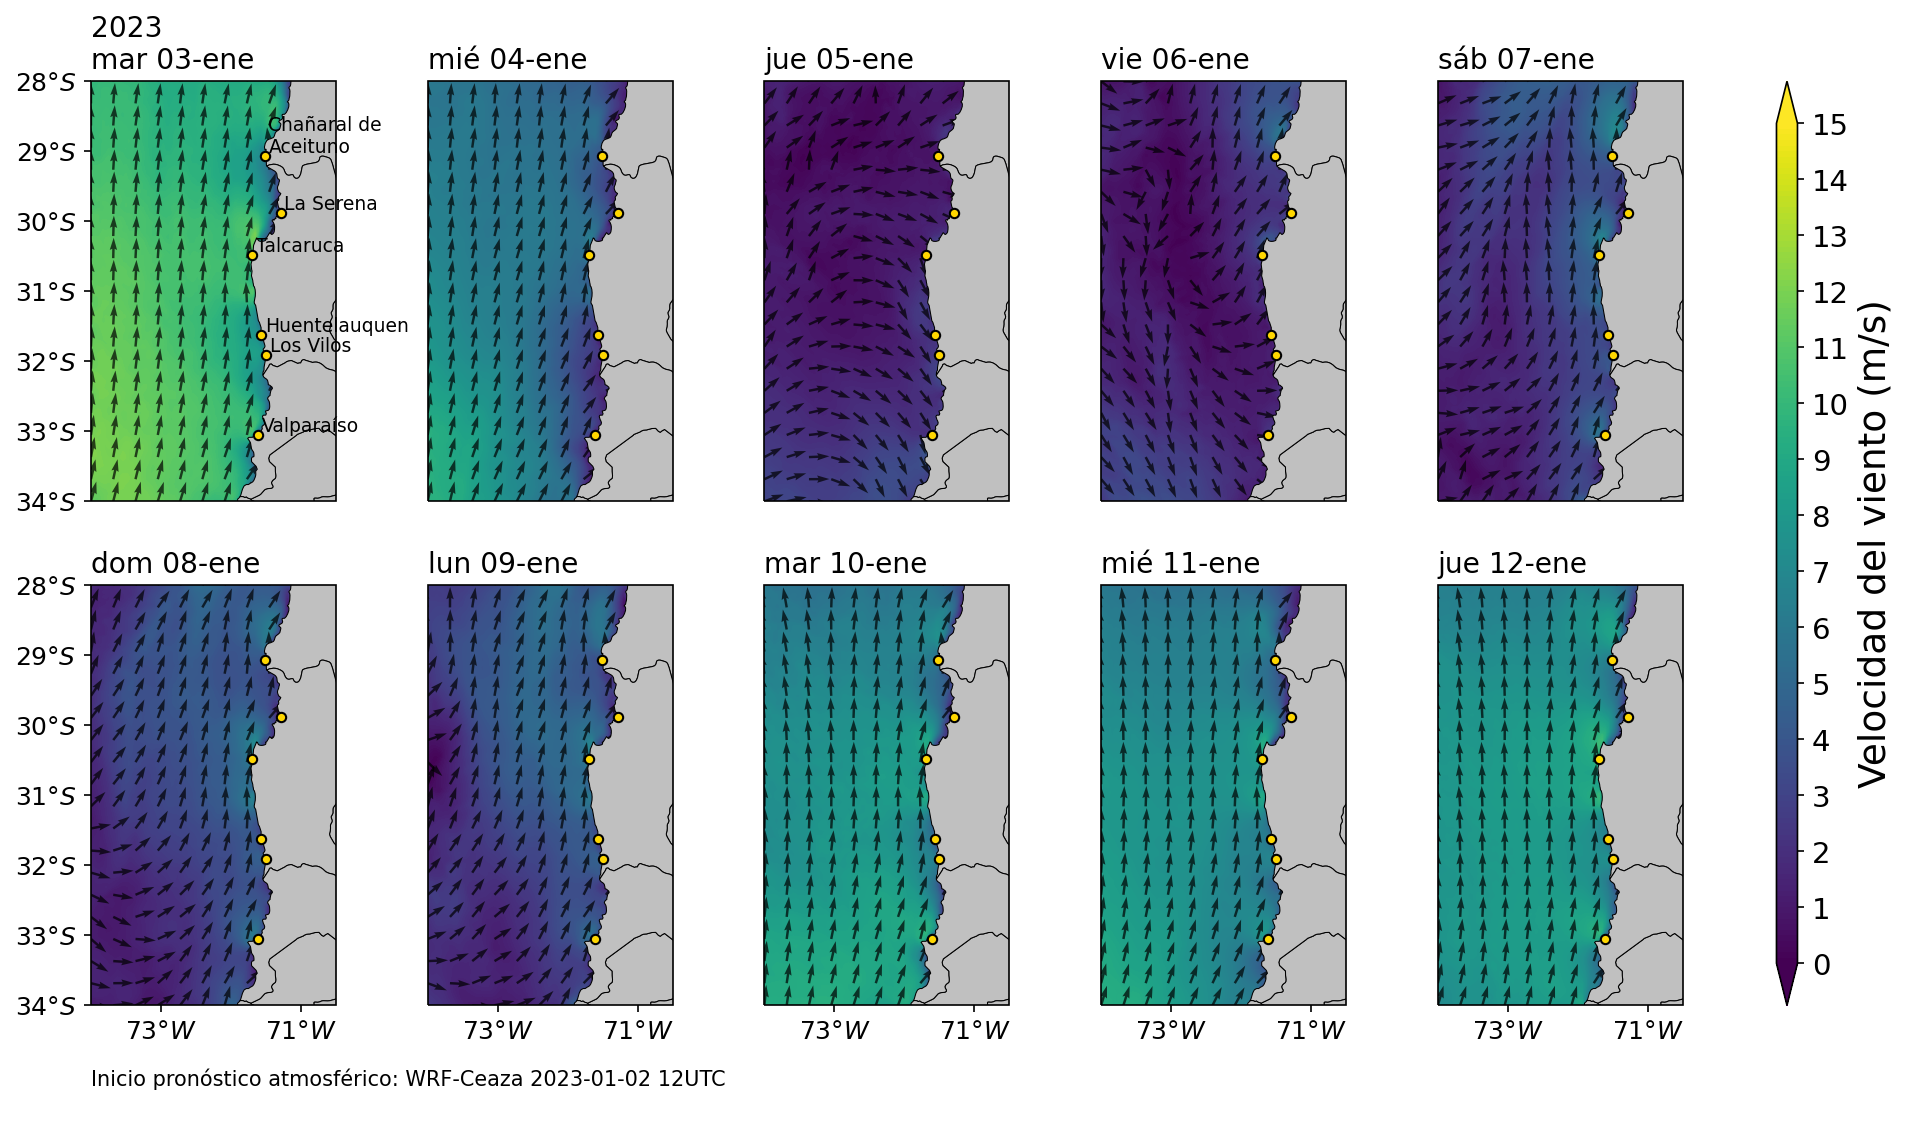 2023
mar 03-ene
mié 04-ene
jue 05-ene
vie 06-ene
sáb 07-ene
28°S
29°S
30°S
31°S
32°S
33°S
34°S
Chañaral de
Aceituno
La Serena
Talcaruca
Huentelauquen
Los Vilos
Valparaíso
dom 08-ene
lun 09-ene
mar 10-ene
mié 11-ene
jue 12-ene
28°S
29°S
30°S
31°S
32°S
33°S
34°S
73°W
71°W
73°W
71°W
73°W
71°W
73°W
71°W
73°W
71°W
15
14
13
12
11
10
9
8
7
6
5
4
3
2
1
0
Velocidad del viento (m/s)
Inicio pronóstico atmosférico: WRF-Ceaza 2023-01-02 12UTC